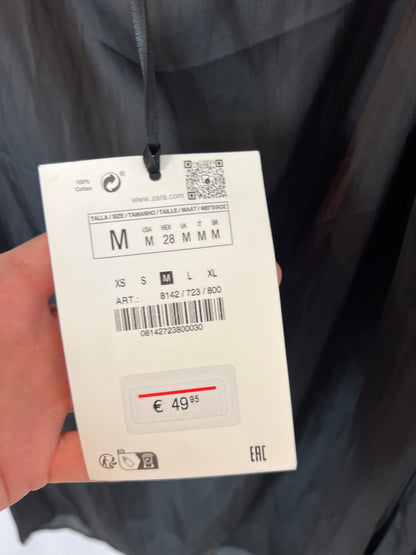 100%
Cotton
www.zara.com
TALLA / SIZE / TAMANHO / TAILLE / MAAT / ΜΕΓΕΘΟΣ
M
USA MEX UK IT BR
M 28 M M M
XS S M L XL
ART.: 8142 / 723 / 800
08142723800030
€ 49 95
EAC